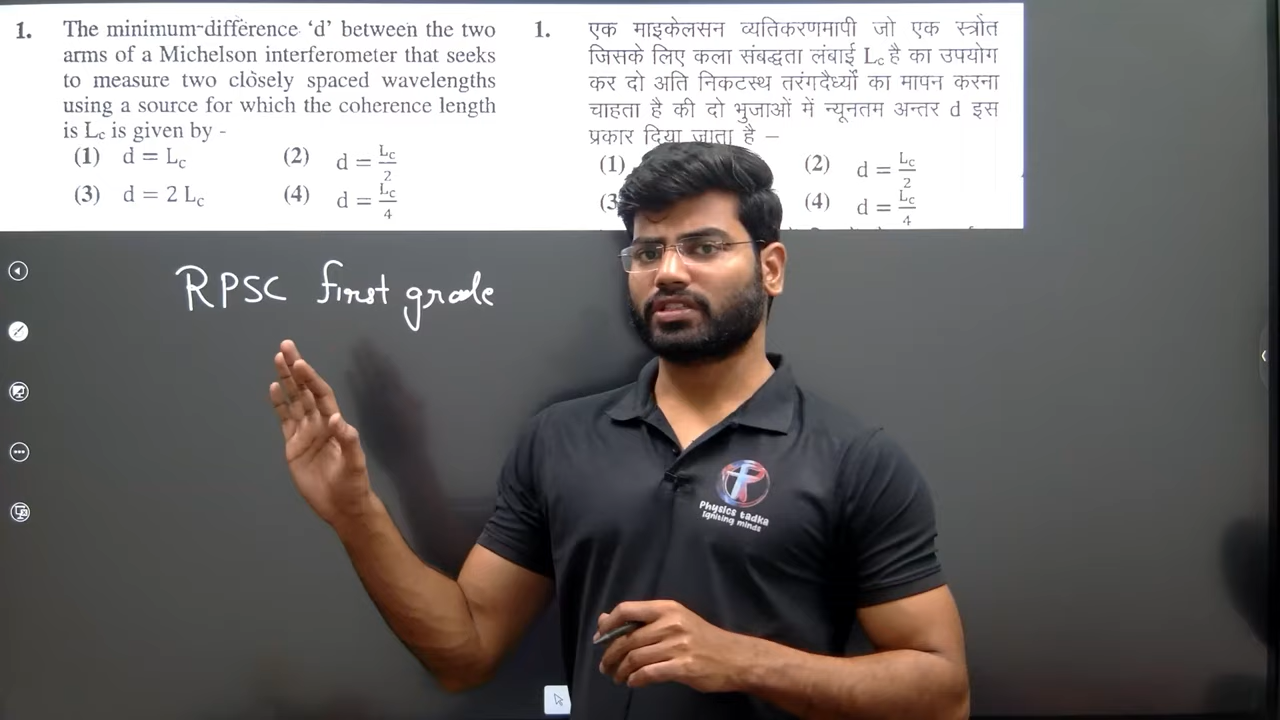 1. The minimum-difference 'd' between the two
arms of a Michelson interferometer that seeks
to measure two closely spaced wavelengths
using a source for which the coherence length
is Lc is given by -
(1) d = Lc (2) d = Lc/2
(3) d = 2 Lc (4) d = Lc/4
1. एक माइकेलसन व्यतिकरणमापी जो एक स्त्रौत
जिसके लिए कला संबद्धता लंबाई Lc है का उपयोग
कर दो अति निकटस्थ तरंगदैर्ध्यों का मापन करना
चाहता है की दो भुजाओं में न्यूनतम अन्तर d इस
प्रकार दिया जाता है –
(1) (2) d = Lc/2
(3 (4) d = Lc/4
RPSC first grade
Physics tadka
Igniting minds